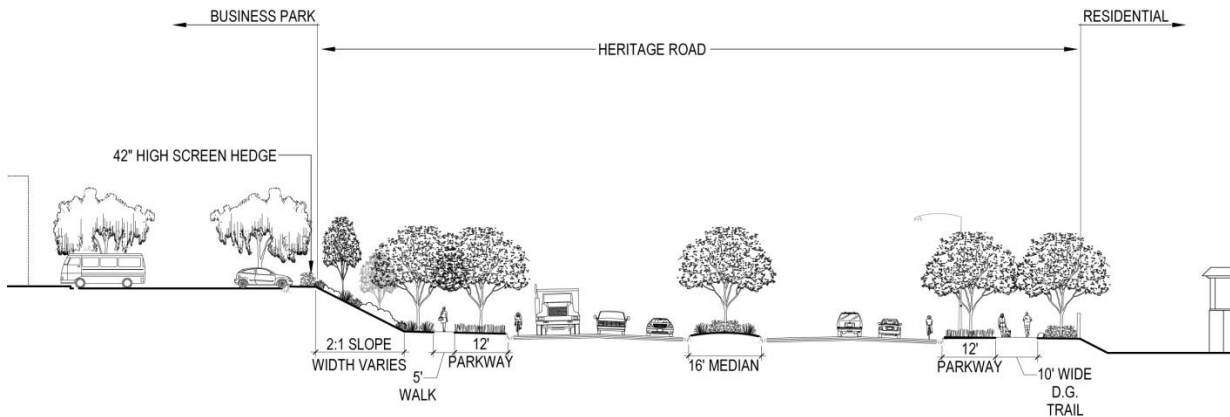 BUSINESS PARK
RESIDENTIAL
HERITAGE ROAD
42" HIGH SCREEN HEDGE
2:1 SLOPE
WIDTH VARIES
5'
WALK
12'
PARKWAY
16' MEDIAN
12'
PARKWAY
10' WIDE
D.G.
TRAIL